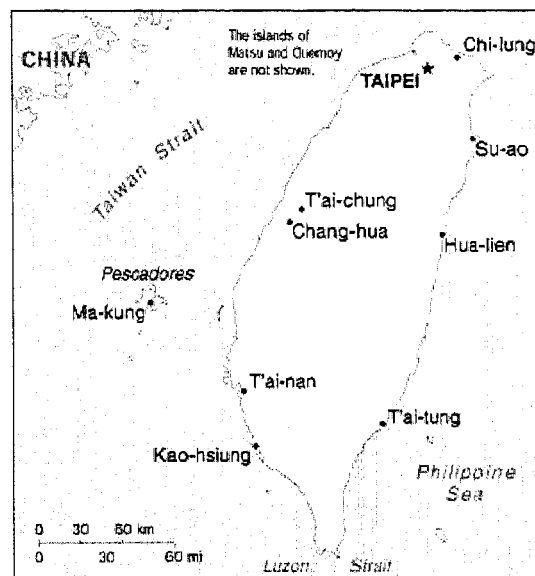 The islands of
Matsu and Quemoy
are not shown.
CHINA
Chi-lung
TAIPEI
Taiwan Strait
Su-ao
T'ai-chung
Chang-hua
Hua-lien
Pescadores
Ma-kung
T'ai-nan
T'ai-tung
Kao-hsiung
Philippine
Sea
0 30 60 km
0 30 60 mi
Luzon Strait